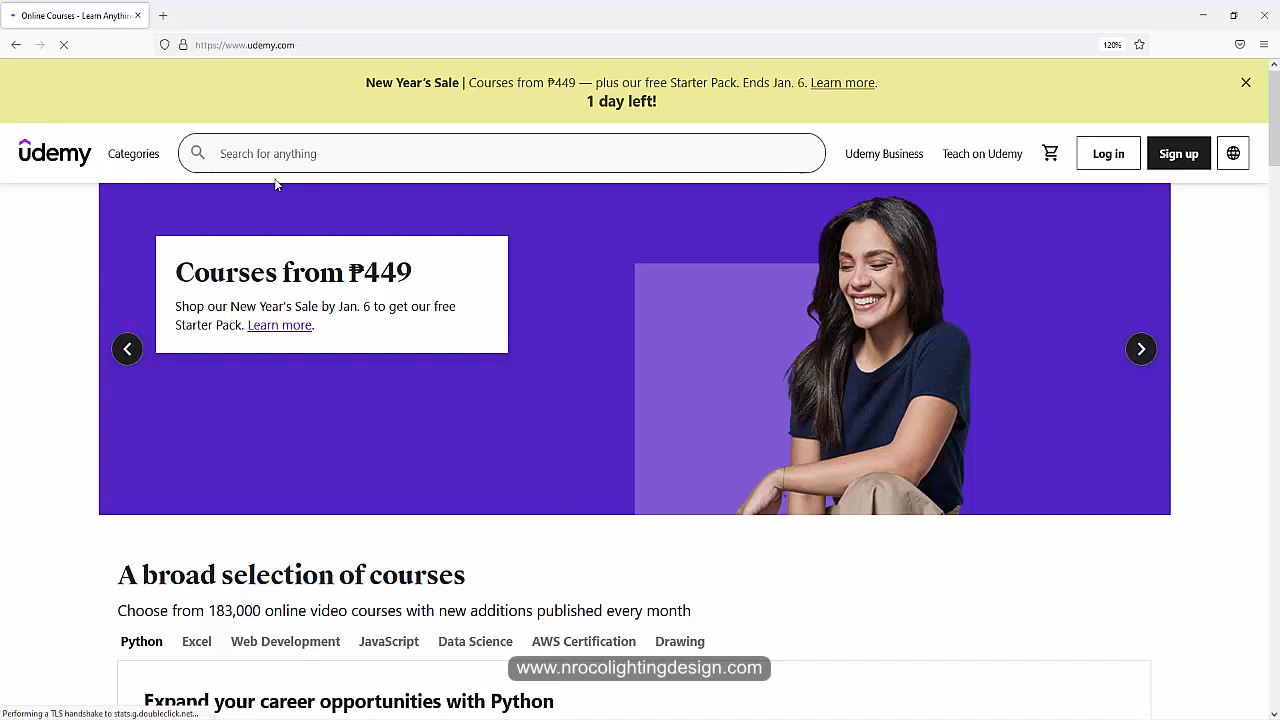 Online Courses - Learn Anythin
https://www.udemy.com
120%
New Year's Sale | Courses from ₱449 — plus our free Starter Pack. Ends Jan. 6. Learn more.
1 day left!
udemy
Categories
Search for anything
Udemy Business
Teach on Udemy
Log in
Sign up
Courses from ₱449
Shop our New Year's Sale by Jan. 6 to get our free
Starter Pack. Learn more.
A broad selection of courses
Choose from 183,000 online video courses with new additions published every month
Python Excel Web Development JavaScript Data Science AWS Certification Drawing
www.nrocolightingdesign.com
Expand your career opportunities with Python
Performing a TLS handshake to stats.g.doubleclick.net...